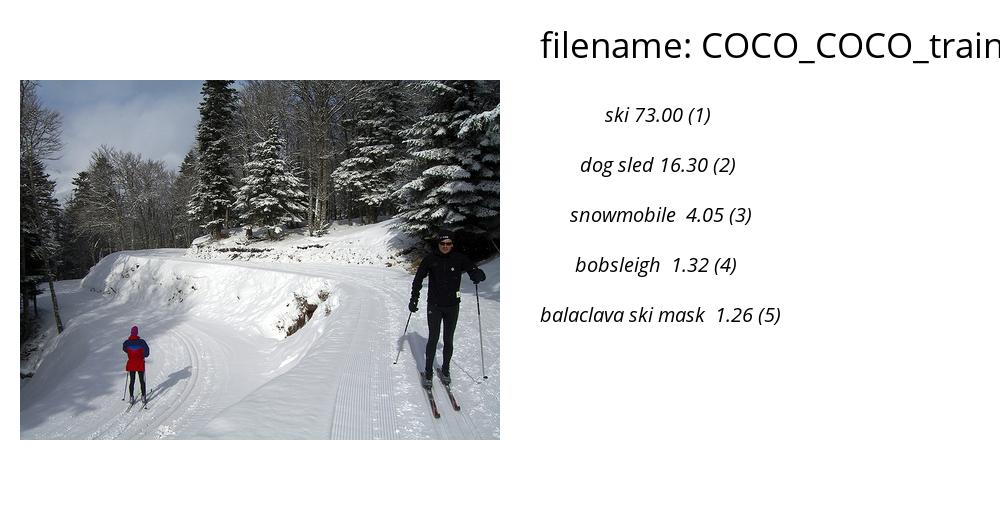 filename: COCO_COCO_train
ski 73.00 (1)
dog sled 16.30 (2)
snowmobile 4.05 (3)
bobsleigh 1.32 (4)
balaclava ski mask 1.26 (5)